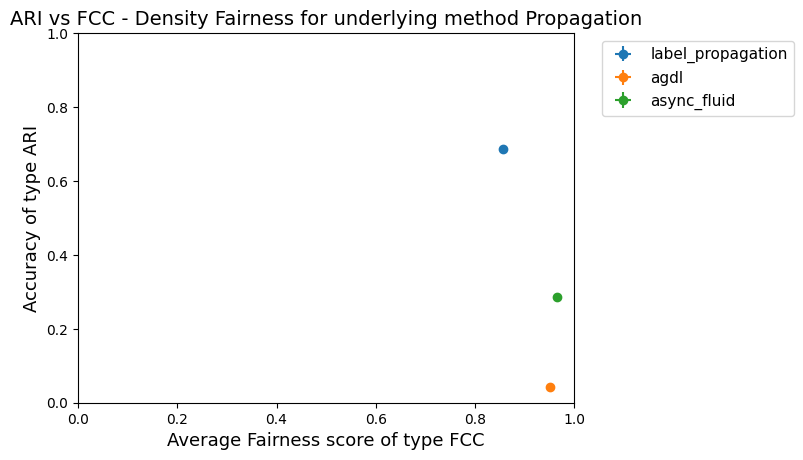 ARI vs FCC - Density Fairness for underlying method Propagation
label_propagation
agdl
async_fluid
Accuracy of type ARI
1.0
0.8
0.6
0.4
0.2
0.0
0.0 0.2 0.4 0.6 0.8 1.0
Average Fairness score of type FCC